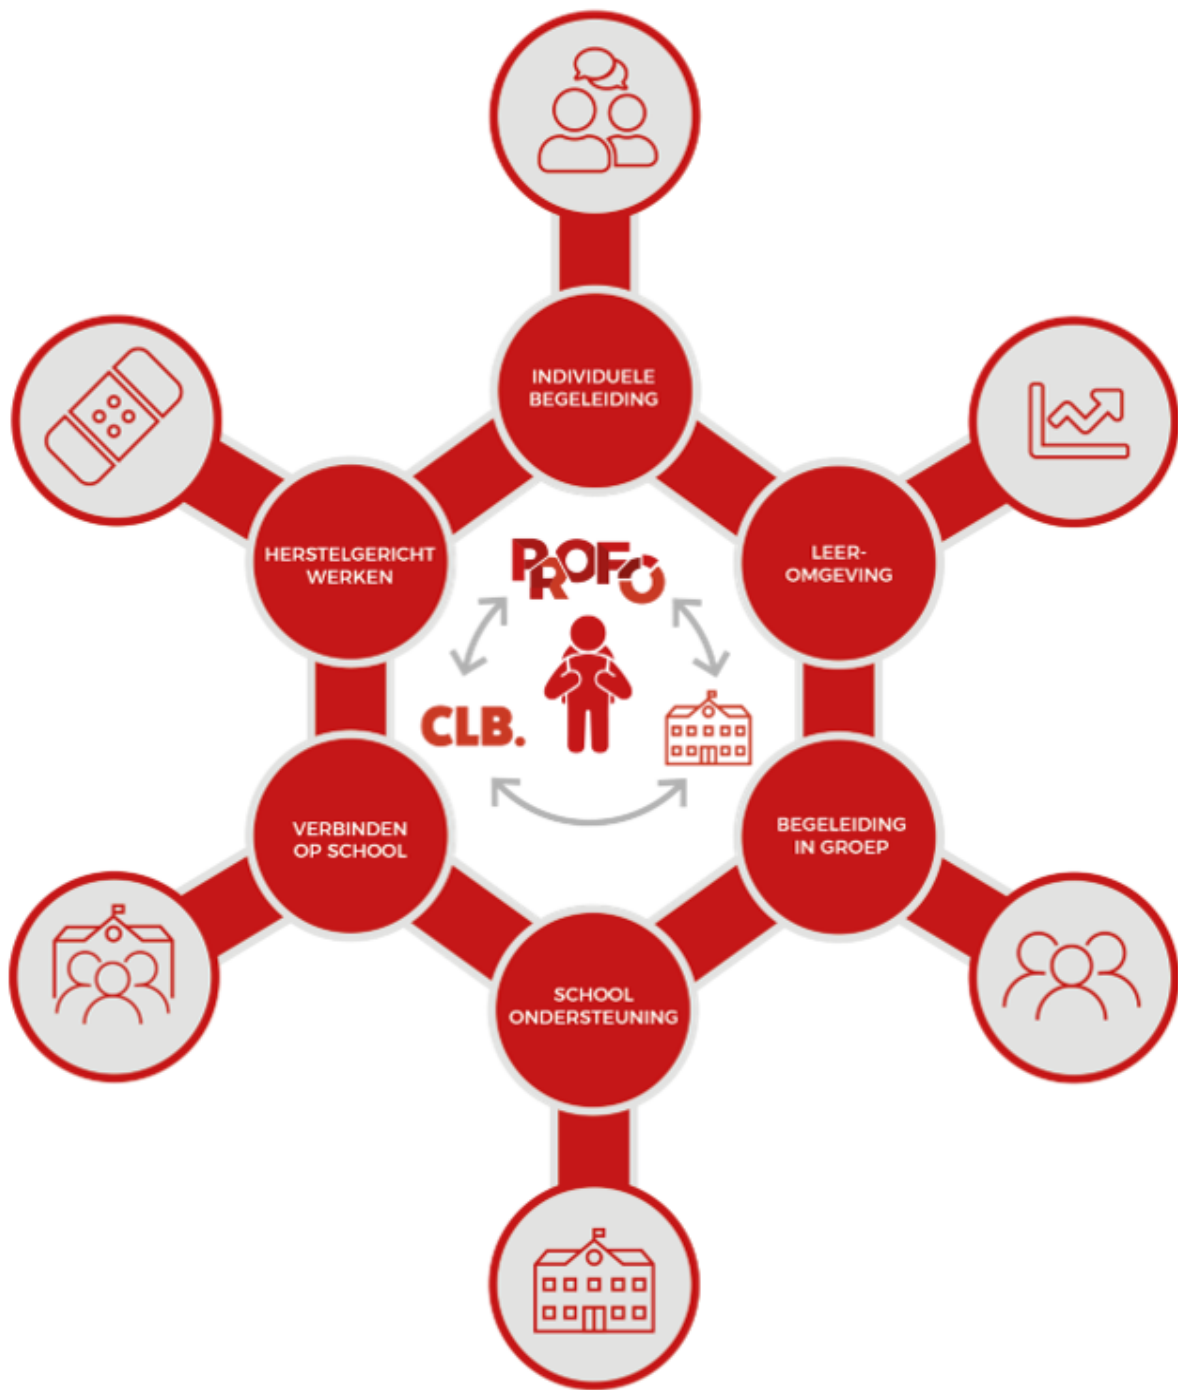 INDIVIDUELE
BEGELEIDING
HERSTELGERICHT
WERKEN
LEER-
OMGEVING
PROFO
CLB.
VERBINDEN
OP SCHOOL
BEGELEIDING
IN GROEP
SCHOOL
ONDERSTEUNING